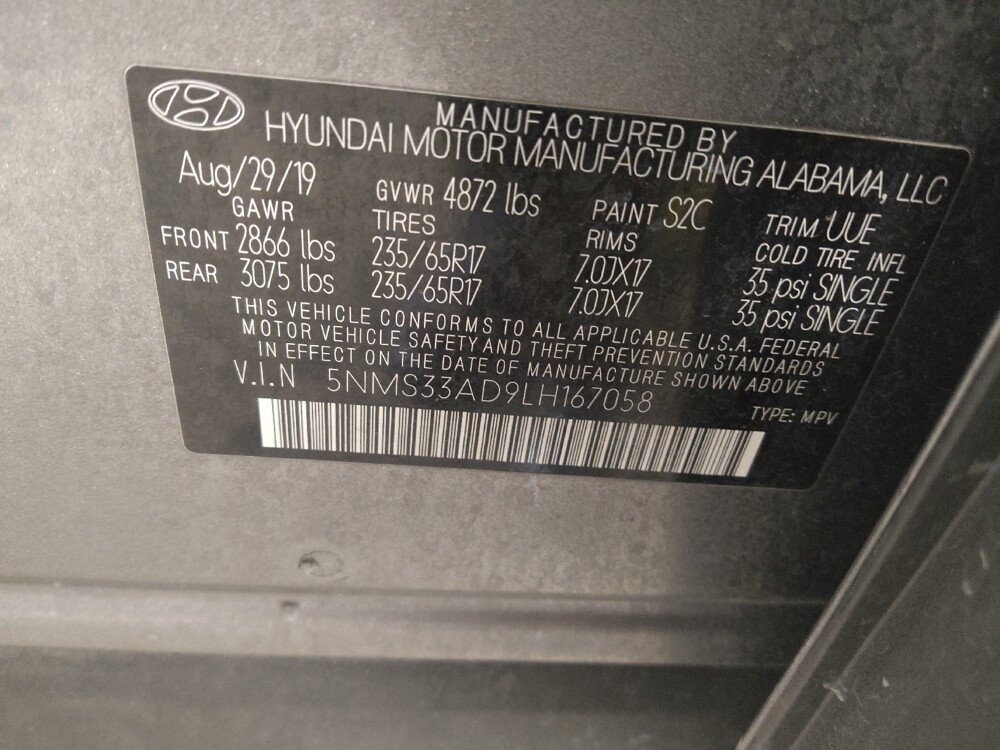 MANUFACTURED BY
HYUNDAI MOTOR MANUFACTURING ALABAMA, LLC
Aug/29/19 GVWR 4872 lbs PAINT S2C TRIM UUE
GAWR TIRES RIMS COLD TIRE INFL
FRONT 2866 lbs 235/65R17 7.0JX17 35 psi SINGLE
REAR 3075 lbs 235/65R17 7.0JX17 35 psi SINGLE
THIS VEHICLE CONFORMS TO ALL APPLICABLE U.S.A. FEDERAL
MOTOR VEHICLE SAFETY AND THEFT PREVENTION STANDARDS
IN EFFECT ON THE DATE OF MANUFACTURE SHOWN ABOVE
V.I.N 5NMS33AD9LH167058 TYPE: MPV